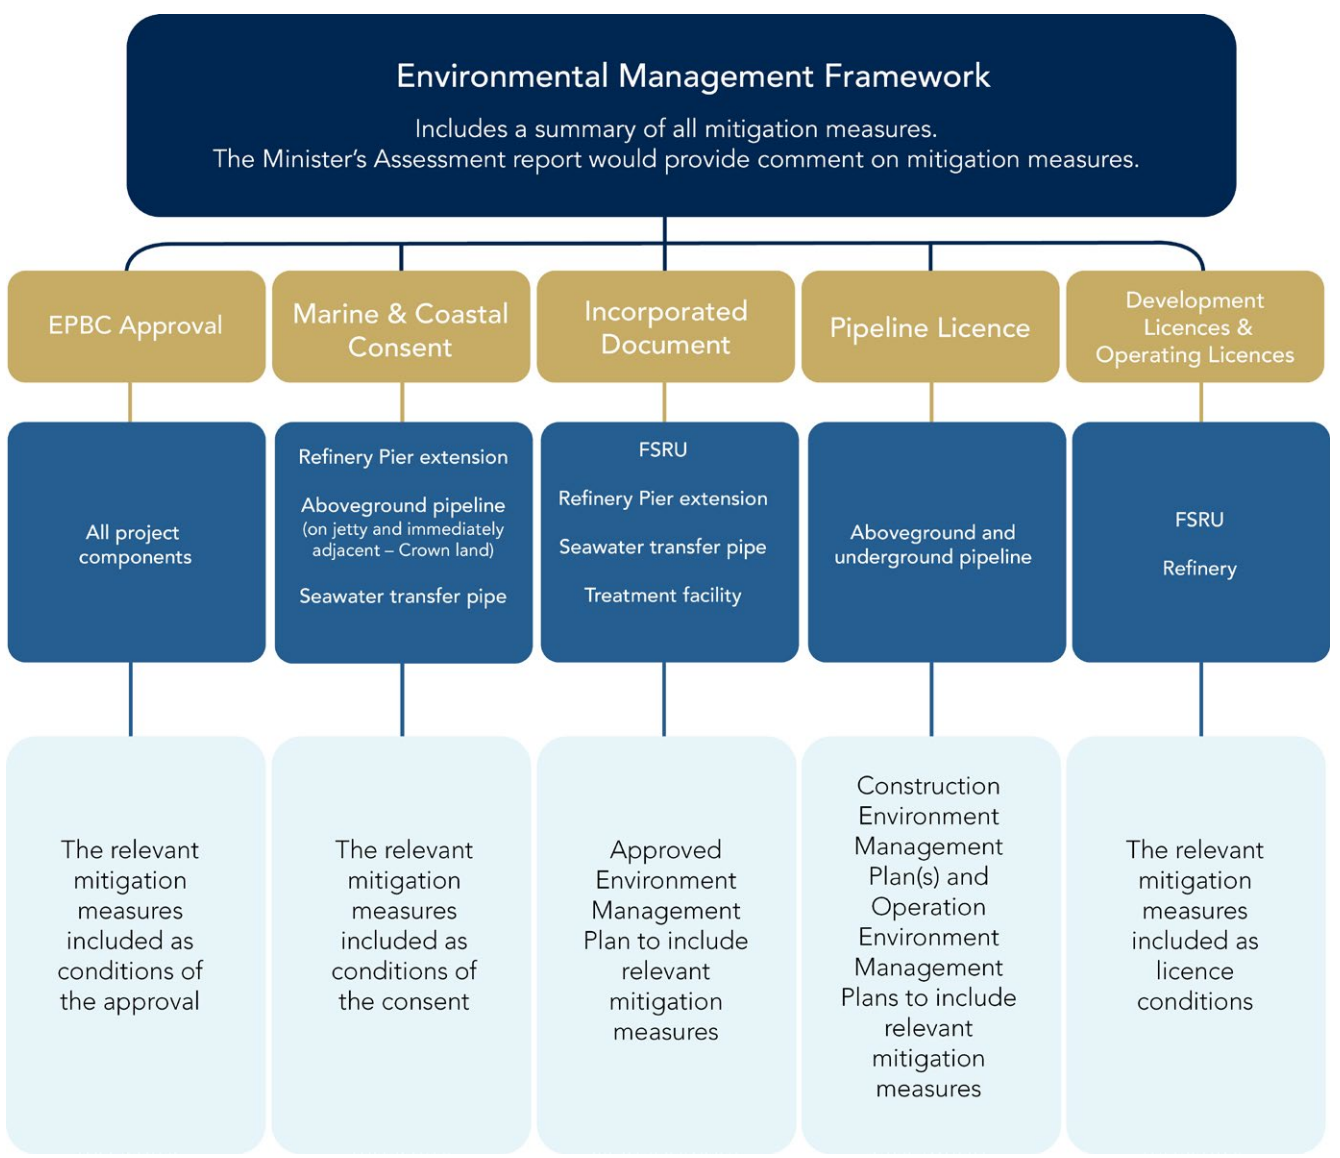 Environmental Management Framework
Includes a summary of all mitigation measures.
The Minister’s Assessment report would provide comment on mitigation measures.
EPBC Approval
Marine & Coastal
Consent
Incorporated
Document
Pipeline Licence
Development
Licences &
Operating Licences
All project
components
Refinery Pier extension
Aboveground pipeline
(on jetty and immediately
adjacent – Crown land)
Seawater transfer pipe
FSRU
Refinery Pier extension
Seawater transfer pipe
Treatment facility
Aboveground and
underground pipeline
FSRU
Refinery
The relevant
mitigation
measures
included as
conditions of
the approval
The relevant
mitigation
measures
included as
conditions of
the consent
Approved
Environment
Management
Plan to include
relevant
mitigation
measures
Construction
Environment
Management
Plan(s) and
Operation
Environment
Management
Plans to include
relevant
mitigation
measures
The relevant
mitigation
measures
included as
licence
conditions